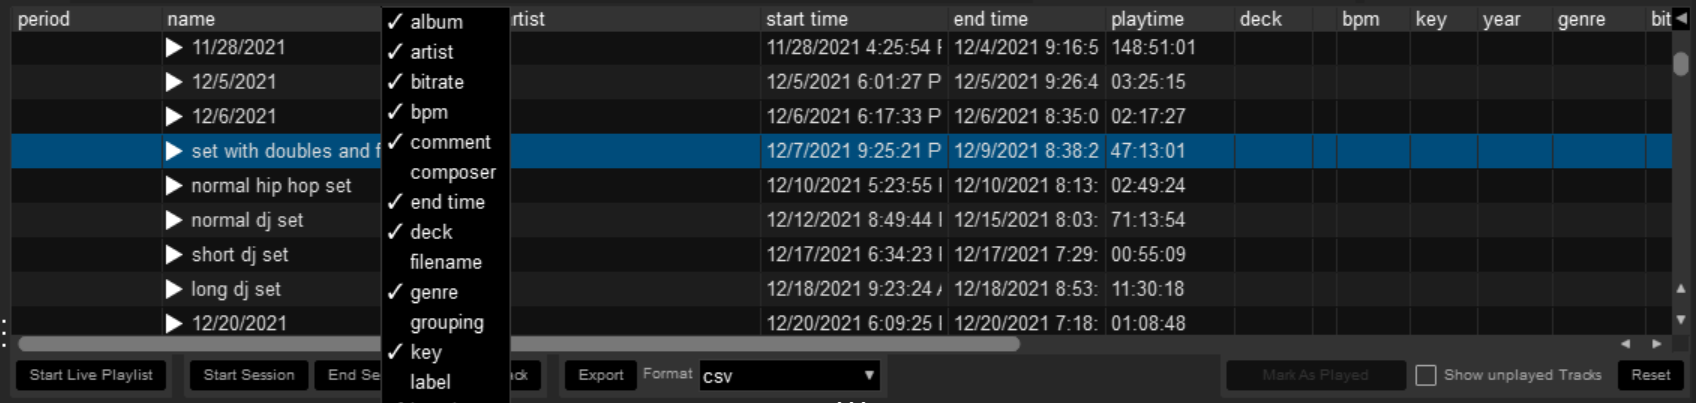 period name artist start time end time playtime deck bpm key year genre bit
11/28/2021 11/28/2021 4:25:54 12/4/2021 9:16:5 148:51:01
12/5/2021 12/5/2021 6:01:27 P 12/5/2021 9:26:4 03:25:15
12/6/2021 12/6/2021 6:17:33 P 12/6/2021 8:35:0 02:17:27
set with doubles and f 12/7/2021 9:25:21 P 12/9/2021 8:38:2 47:13:01
normal hip hop set 12/10/2021 5:23:55 12/10/2021 8:13: 02:49:24
normal dj set 12/12/2021 8:49:44 12/15/2021 8:03: 71:13:54
short dj set 12/17/2021 6:34:23 12/17/2021 7:29: 00:55:09
long dj set 12/18/2021 9:23:24 12/18/2021 8:53: 11:30:18
12/20/2021 12/20/2021 6:09:25 12/20/2021 7:18: 01:08:48
✓ album
✓ artist
✓ bitrate
✓ bpm
✓ comment
composer
✓ end time
✓ deck
filename
✓ genre
grouping
✓ key
label
Start Live Playlist Start Session End Se ck Export Format csv Mark As Played Show unplayed Tracks Reset